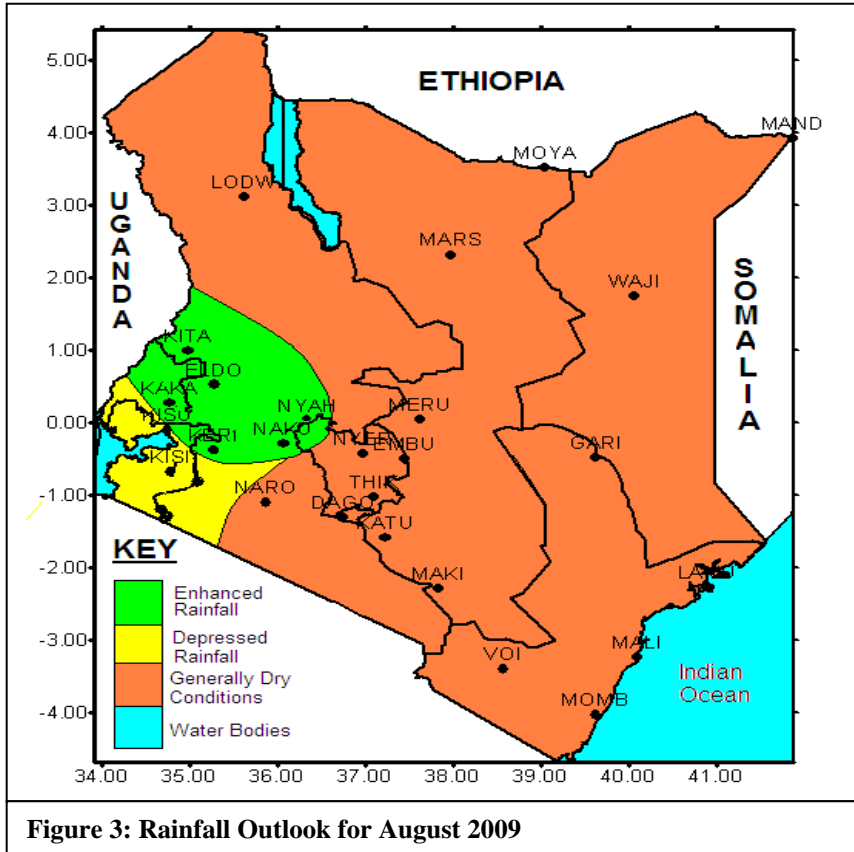 5.00
4.00
3.00
2.00
1.00
0.00
-1.00
-2.00
-3.00
-4.00
ETHIOPIA
UGANDA
SOMALIA
MAND
MOYA
LODW
MARS
WAJI
KITA
ELDO
KAKA
KISU
NYAH
MERU
KERI
NAKU
NYER
EMBU
GARI
KISI
NARO
THIK
DAGO
KATU
MAKI
LAMU
VOI
MALI
MOMB
Indian
Ocean
KEY
Enhanced
Rainfall
Depressed
Rainfall
Generally Dry
Conditions
Water Bodies
34.00 35.00 36.00 37.00 38.00 39.00 40.00 41.00
Figure 3: Rainfall Outlook for August 2009